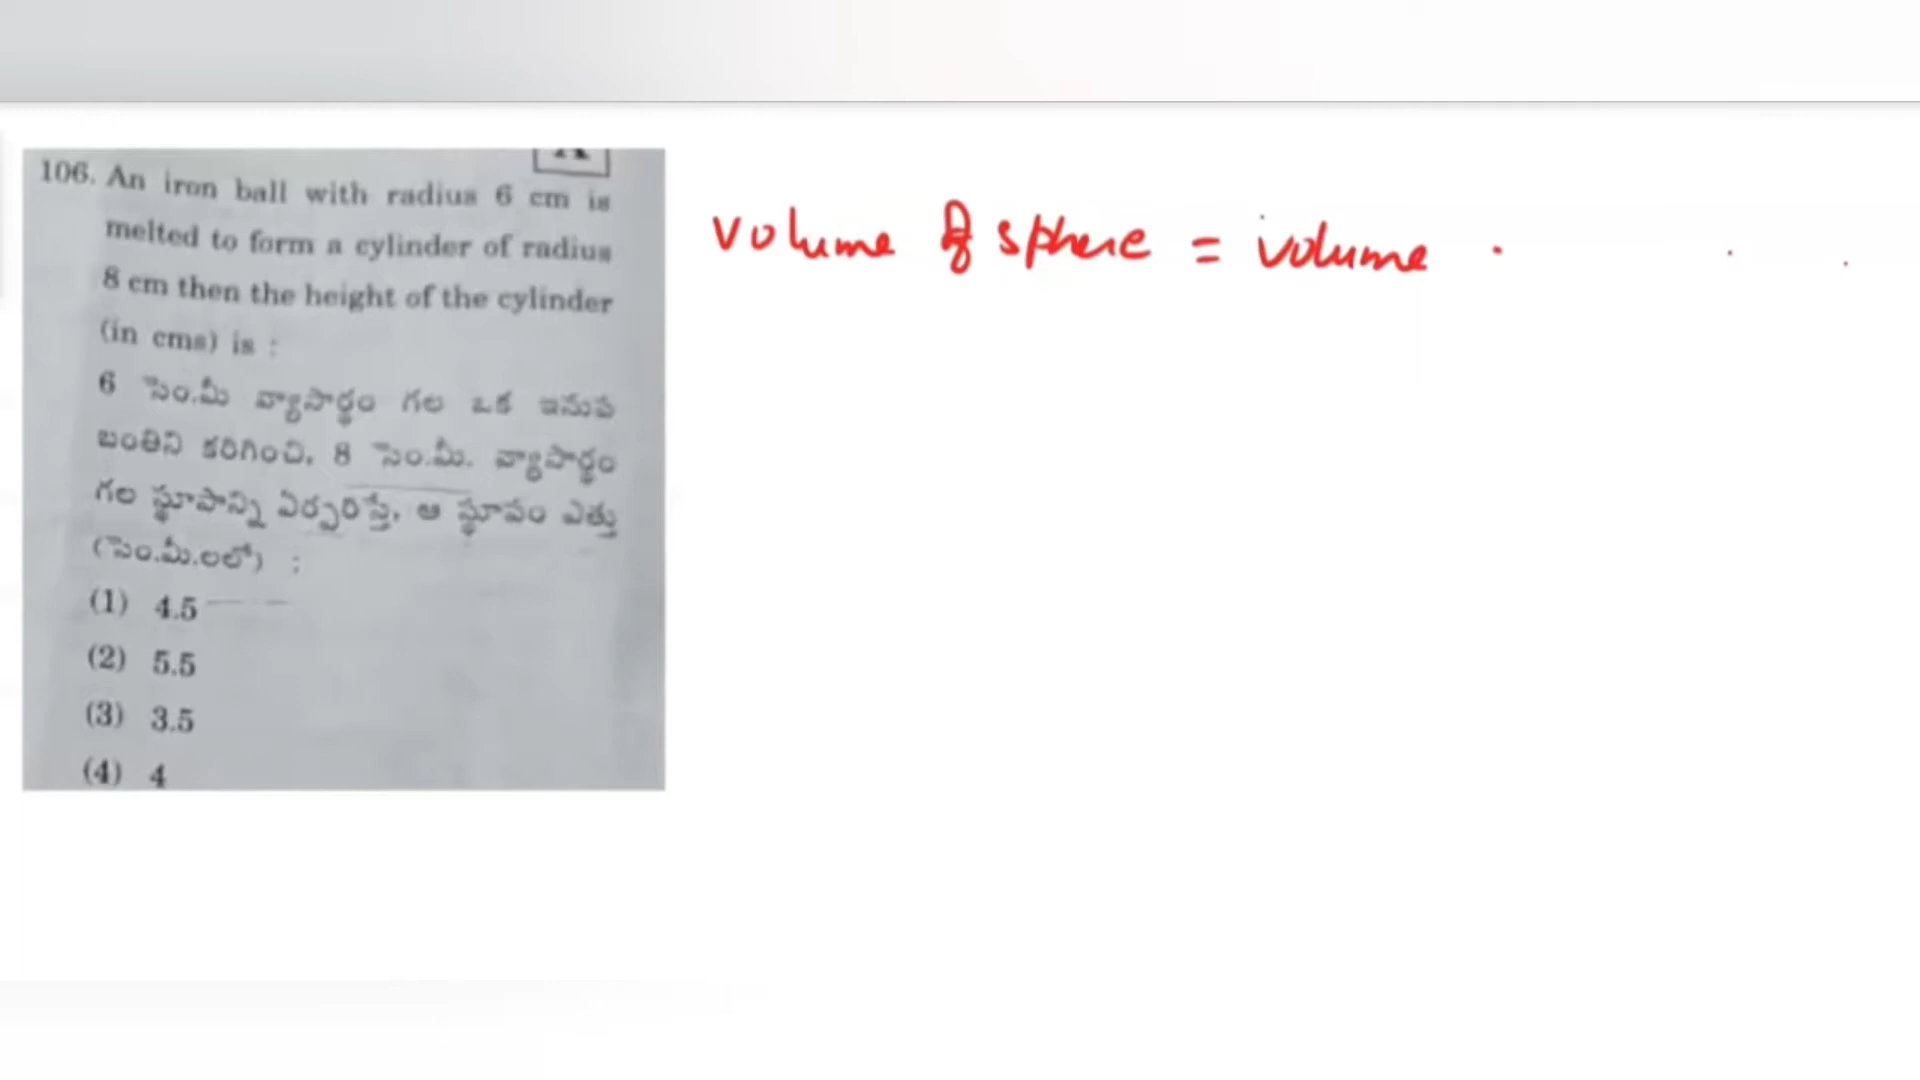 106. An iron ball with radius 6 cm is
melted to form a cylinder of radius
8 cm then the height of the cylinder
(in cms) is :
6 సెం.మీ వ్యాసార్థం గల ఒక ఇనుప
బంతిని కరిగించి, 8 సెం.మీ. వ్యాసార్థం
గల స్థూపాన్ని ఏర్పరిస్తే, ఆ స్థూపం ఎత్తు
(సెం.మీ.లలో) :
(1) 4.5
(2) 5.5
(3) 3.5
(4) 4
volume of sphere = volume